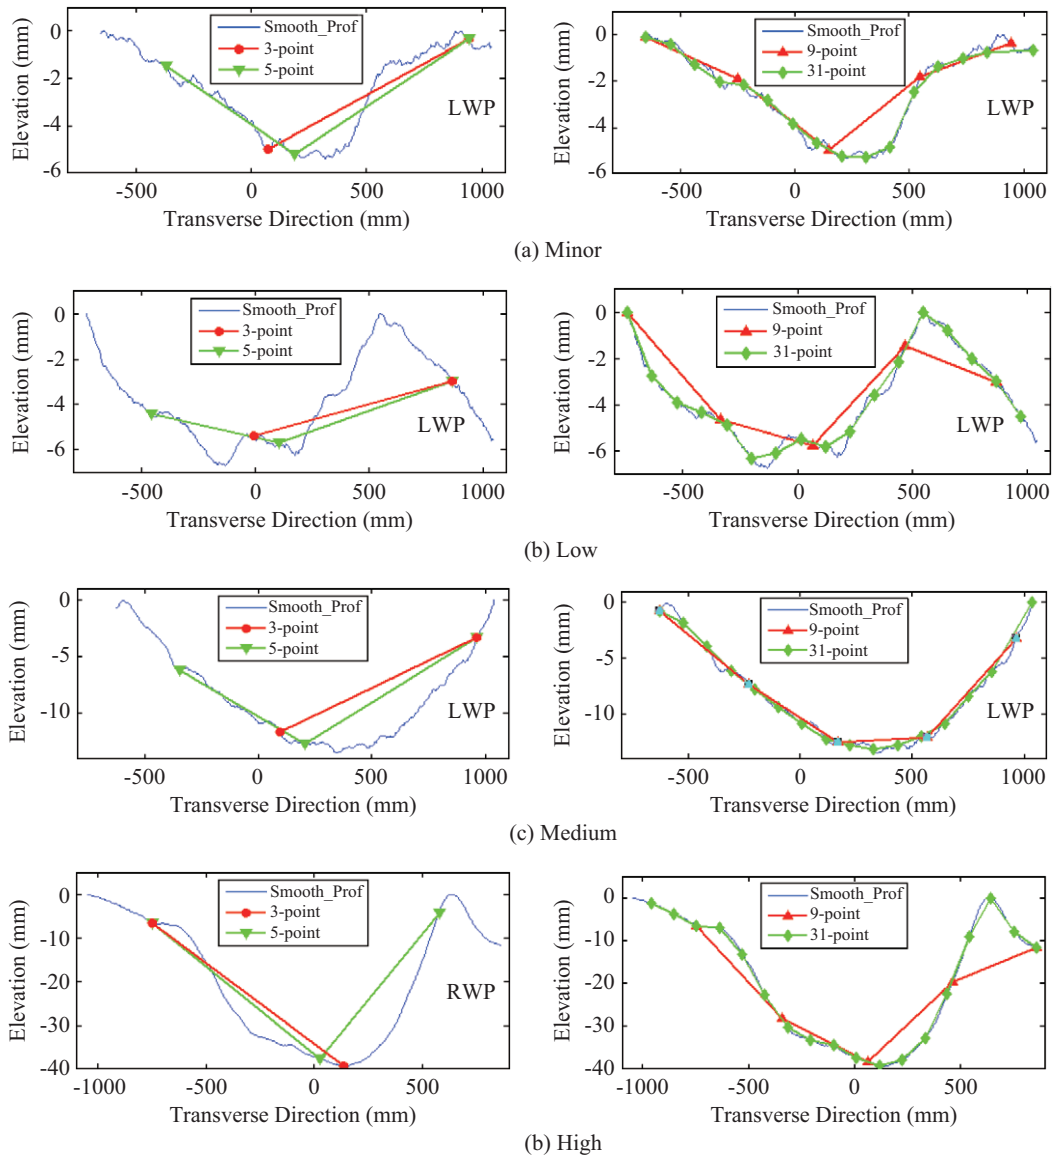 Smooth_Prof
3-point
5-point
LWP
0
-2
-4
-6
Elevation (mm)
-500 0 500 1000
Transverse Direction (mm)
Smooth_Prof
9-point
31-point
LWP
0
-2
-4
-6
Elevation (mm)
-500 0 500 1000
Transverse Direction (mm)
(a) Minor
Smooth_Prof
3-point
5-point
LWP
0
-2
-4
-6
Elevation (mm)
-500 0 500 1000
Transverse Direction (mm)
Smooth_Prof
9-point
31-point
LWP
0
-2
-4
-6
Elevation (mm)
-500 0 500 1000
Transverse Direction (mm)
(b) Low
Smooth_Prof
3-point
5-point
LWP
0
-5
-10
Elevation (mm)
-500 0 500 1000
Transverse Direction (mm)
Smooth_Prof
9-point
31-point
LWP
0
-5
-10
Elevation (mm)
-500 0 500 1000
Transverse Direction (mm)
(c) Medium
Smooth_Prof
3-point
5-point
RWP
0
-10
-20
-30
-40
Elevation (mm)
-1000 -500 0 500
Transverse Direction (mm)
Smooth_Prof
9-point
31-point
RWP
0
-10
-20
-30
-40
Elevation (mm)
-1000 -500 0 500
Transverse Direction (mm)
(b) High